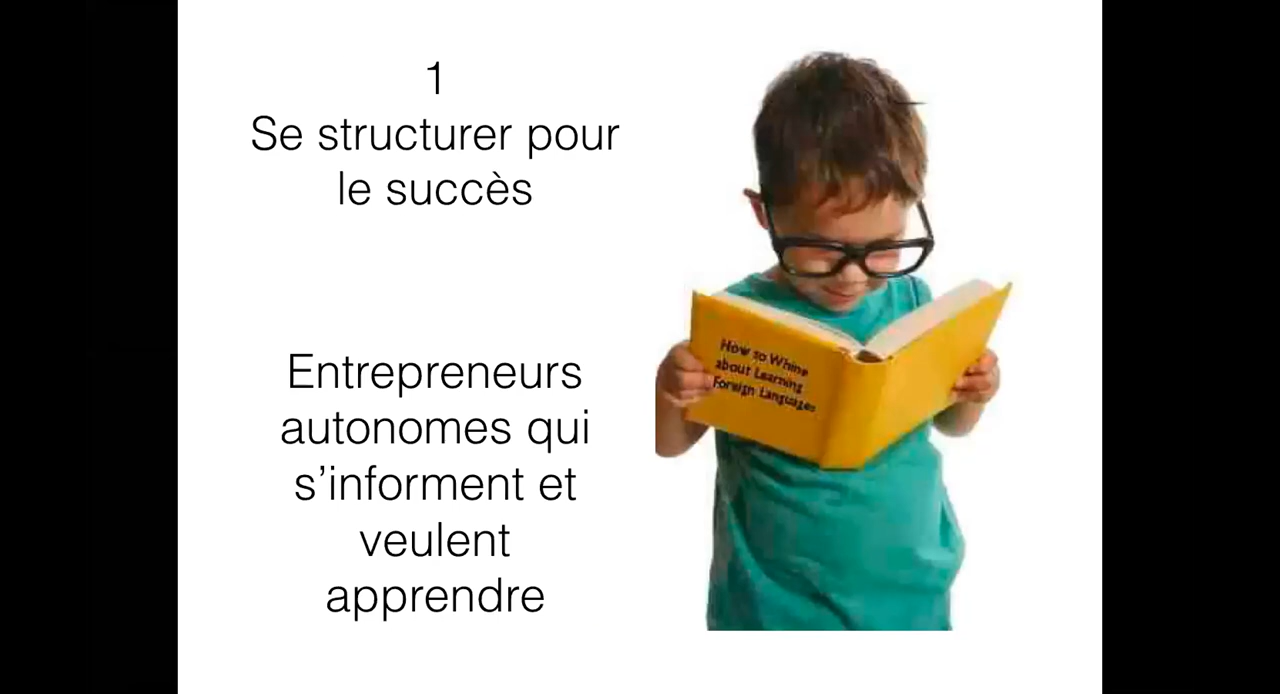 1
Se structurer pour
le succès
Entrepreneurs
autonomes qui
s’informent et
veulent
apprendre
How to Whine
about Learning
Foreign Languages